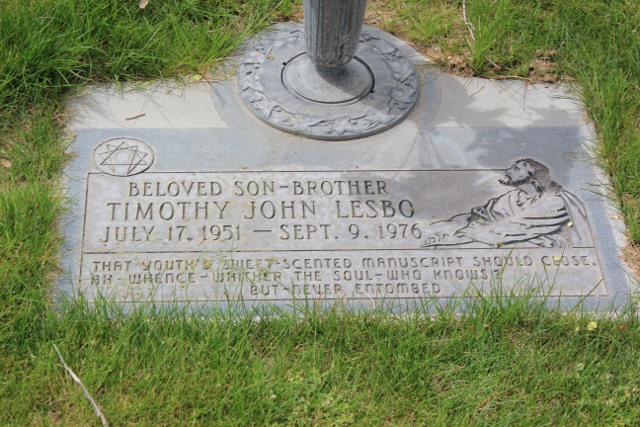 BELOVED SON-BROTHER
TIMOTHY JOHN LESBO
JULY 17, 1951 — SEPT. 9, 1976
THAT YOUTH'S SWEET-SCENTED MANUSCRIPT SHOULD CLOSE.
AH-WHENCE-WHITHER THE SOUL-WHO KNOWS?
BUT-NEVER ENTOMBED